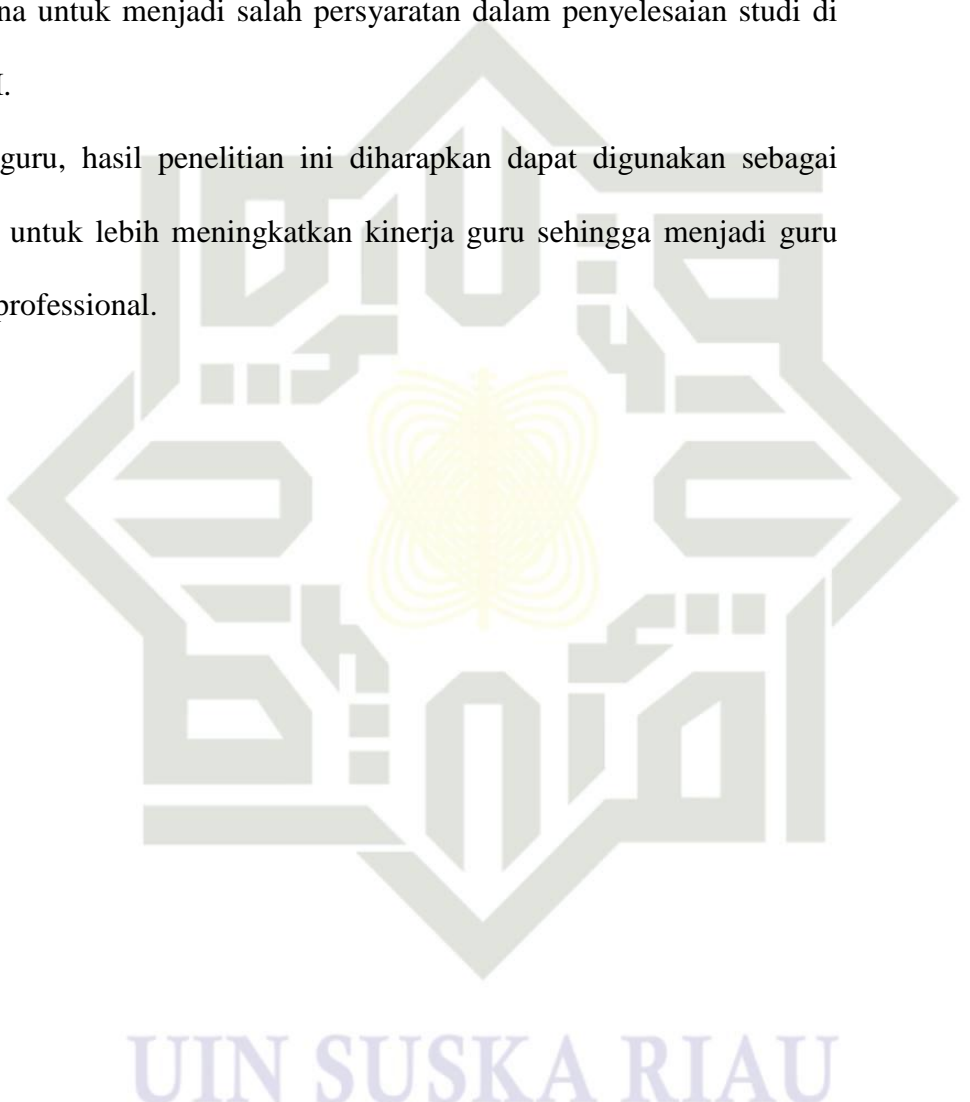 untuk menjadi salah persyaratan dalam penyelesaian studi di
guru, hasil penelitian ini diharapkan dapat digunakan sebagai
untuk lebih meningkatkan kinerja guru sehingga menjadi guru
professional.
UIN SUSKA RIAU